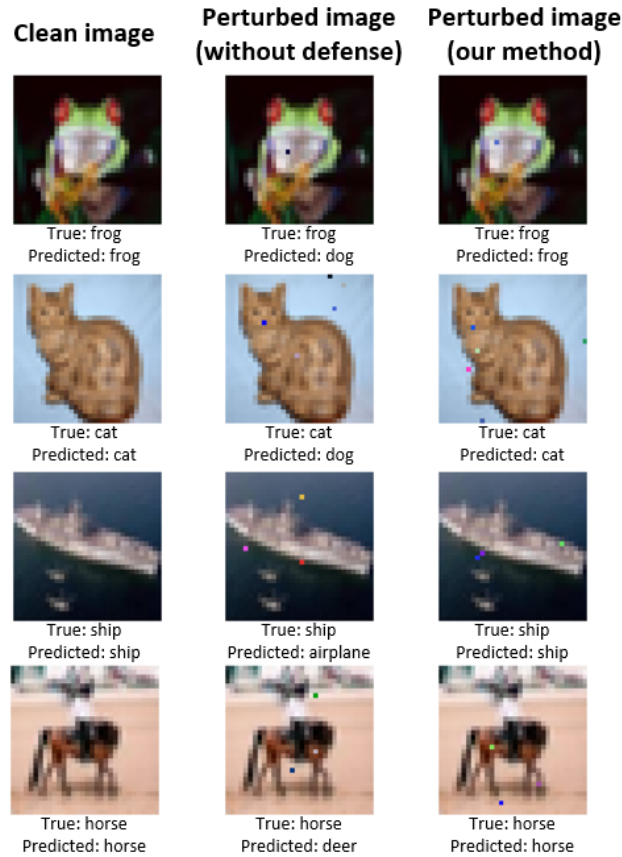 Clean image
Perturbed image
(without defense)
Perturbed image
(our method)
True: frog
Predicted: frog
True: frog
Predicted: dog
True: frog
Predicted: frog
True: cat
Predicted: cat
True: cat
Predicted: dog
True: cat
Predicted: cat
True: ship
Predicted: ship
True: ship
Predicted: airplane
True: ship
Predicted: ship
True: horse
Predicted: horse
True: horse
Predicted: deer
True: horse
Predicted: horse